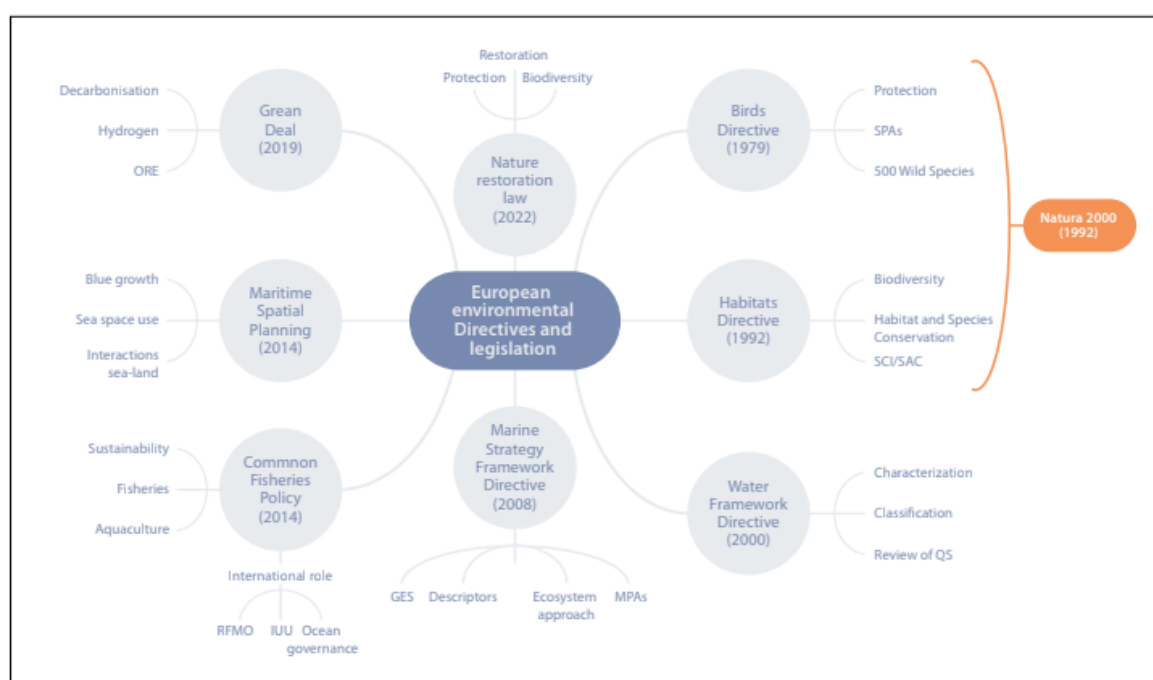 Restoration
Protection
Biodiversity
Nature
restoration
law
(2022)
Decarbonisation
Hydrogen
ORE
Grean
Deal
(2019)
Birds
Directive
(1979)
Protection
SPAs
500 Wild Species
Natura 2000
(1992)
Blue growth
Sea space use
Interactions
sea-land
Maritime
Spatial
Planning
(2014)
European
environmental
Directives and
legislation
Habitats
Directive
(1992)
Biodiversity
Habitat and Species
Conservation
SCI/SAC
Sustainability
Fisheries
Aquaculture
Commnon
Fisheries
Policy
(2014)
International role
RFMO
IUU
Ocean
governance
Marine
Strategy
Framework
Directive
(2008)
GES
Descriptors
Ecosystem
approach
MPAs
Water
Framework
Directive
(2000)
Characterization
Classification
Review of QS